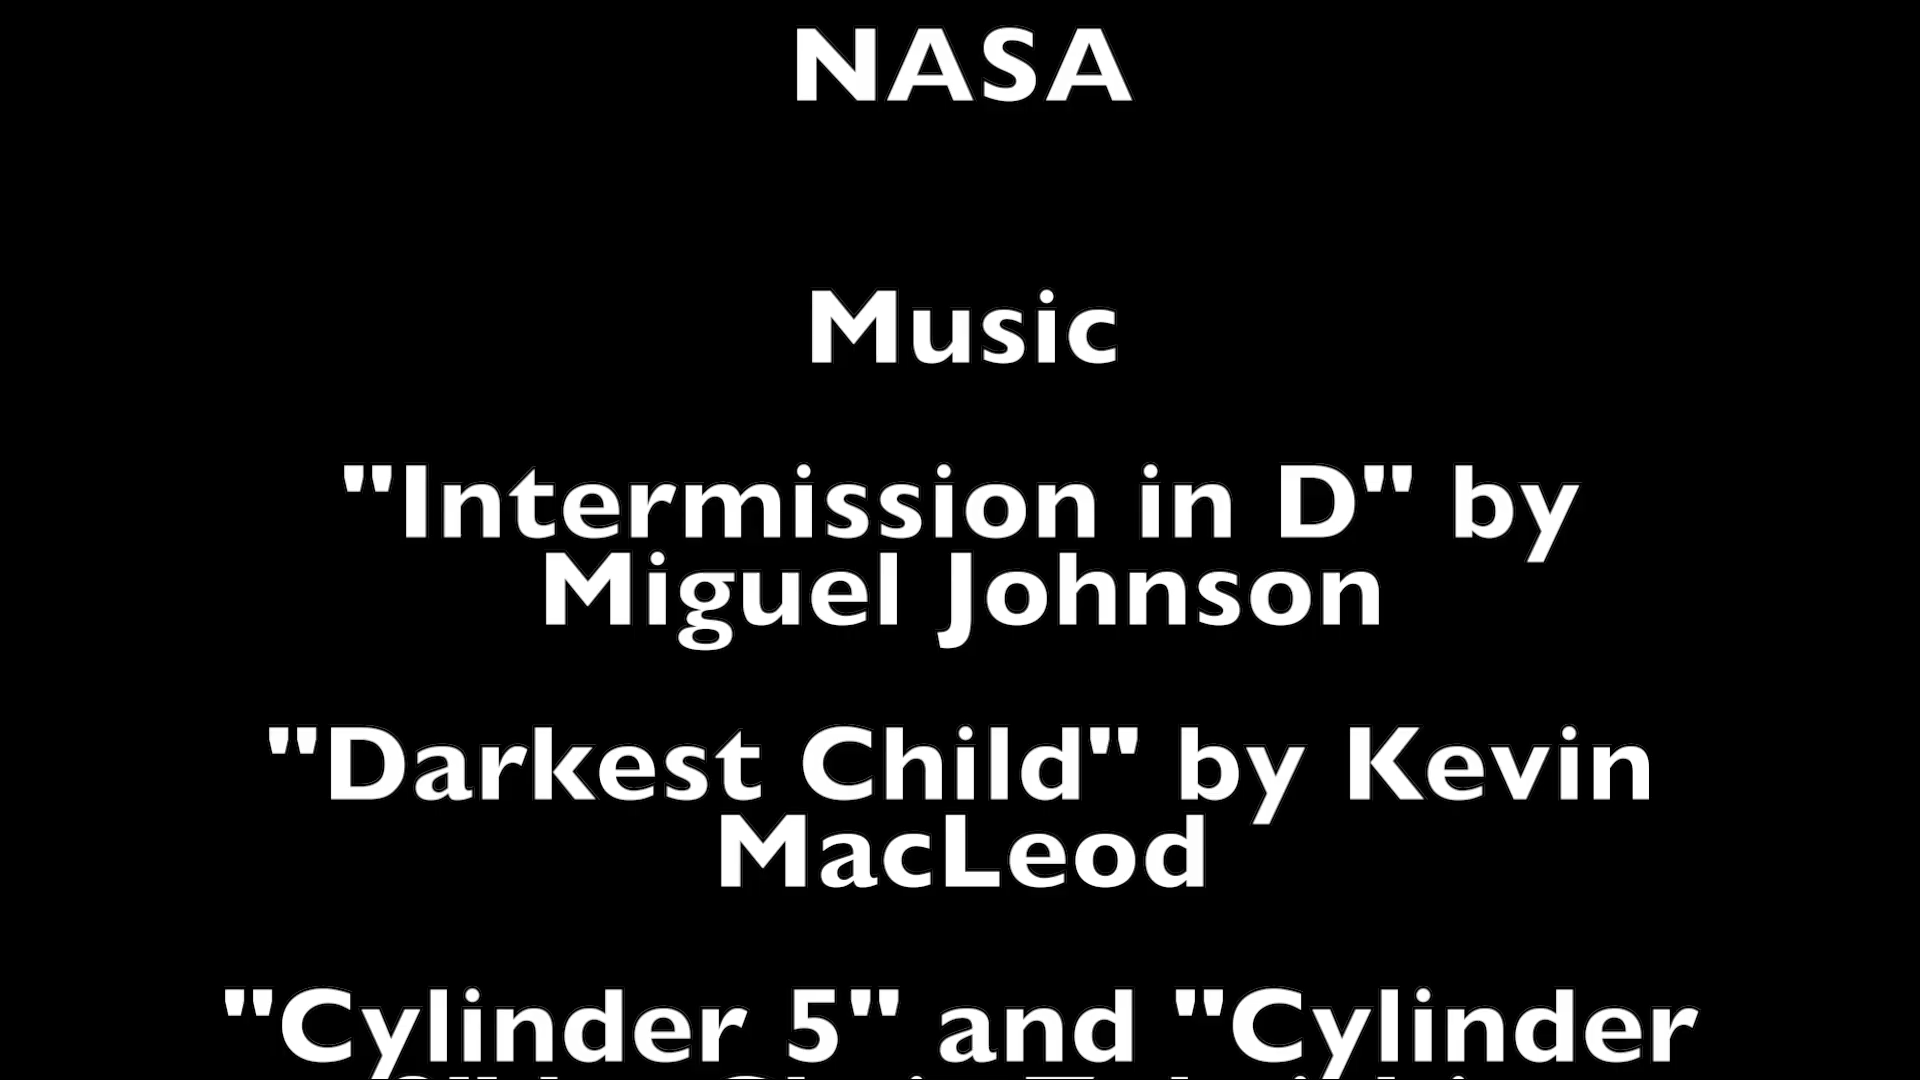 NASA
Music
"Intermission in D" by
Miguel Johnson
"Darkest Child" by Kevin
MacLeod
"Cylinder 5" and "Cylinder